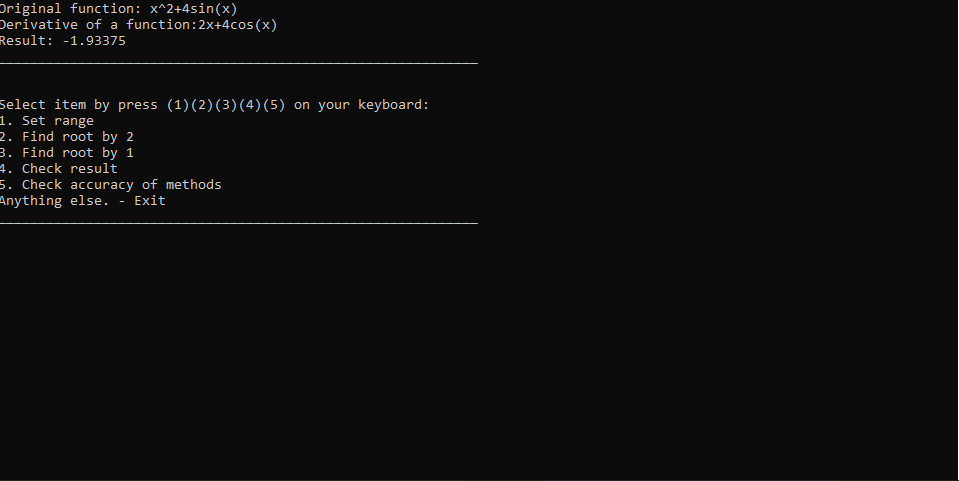 Original function: x^2+4sin(x)
Derivative of a function:2x+4cos(x)
Result: -1.93375
____________________________________________________________
Select item by press (1)(2)(3)(4)(5) on your keyboard:
1. Set range
2. Find root by 2
3. Find root by 1
4. Check result
5. Check accuracy of methods
Anything else. - Exit
____________________________________________________________